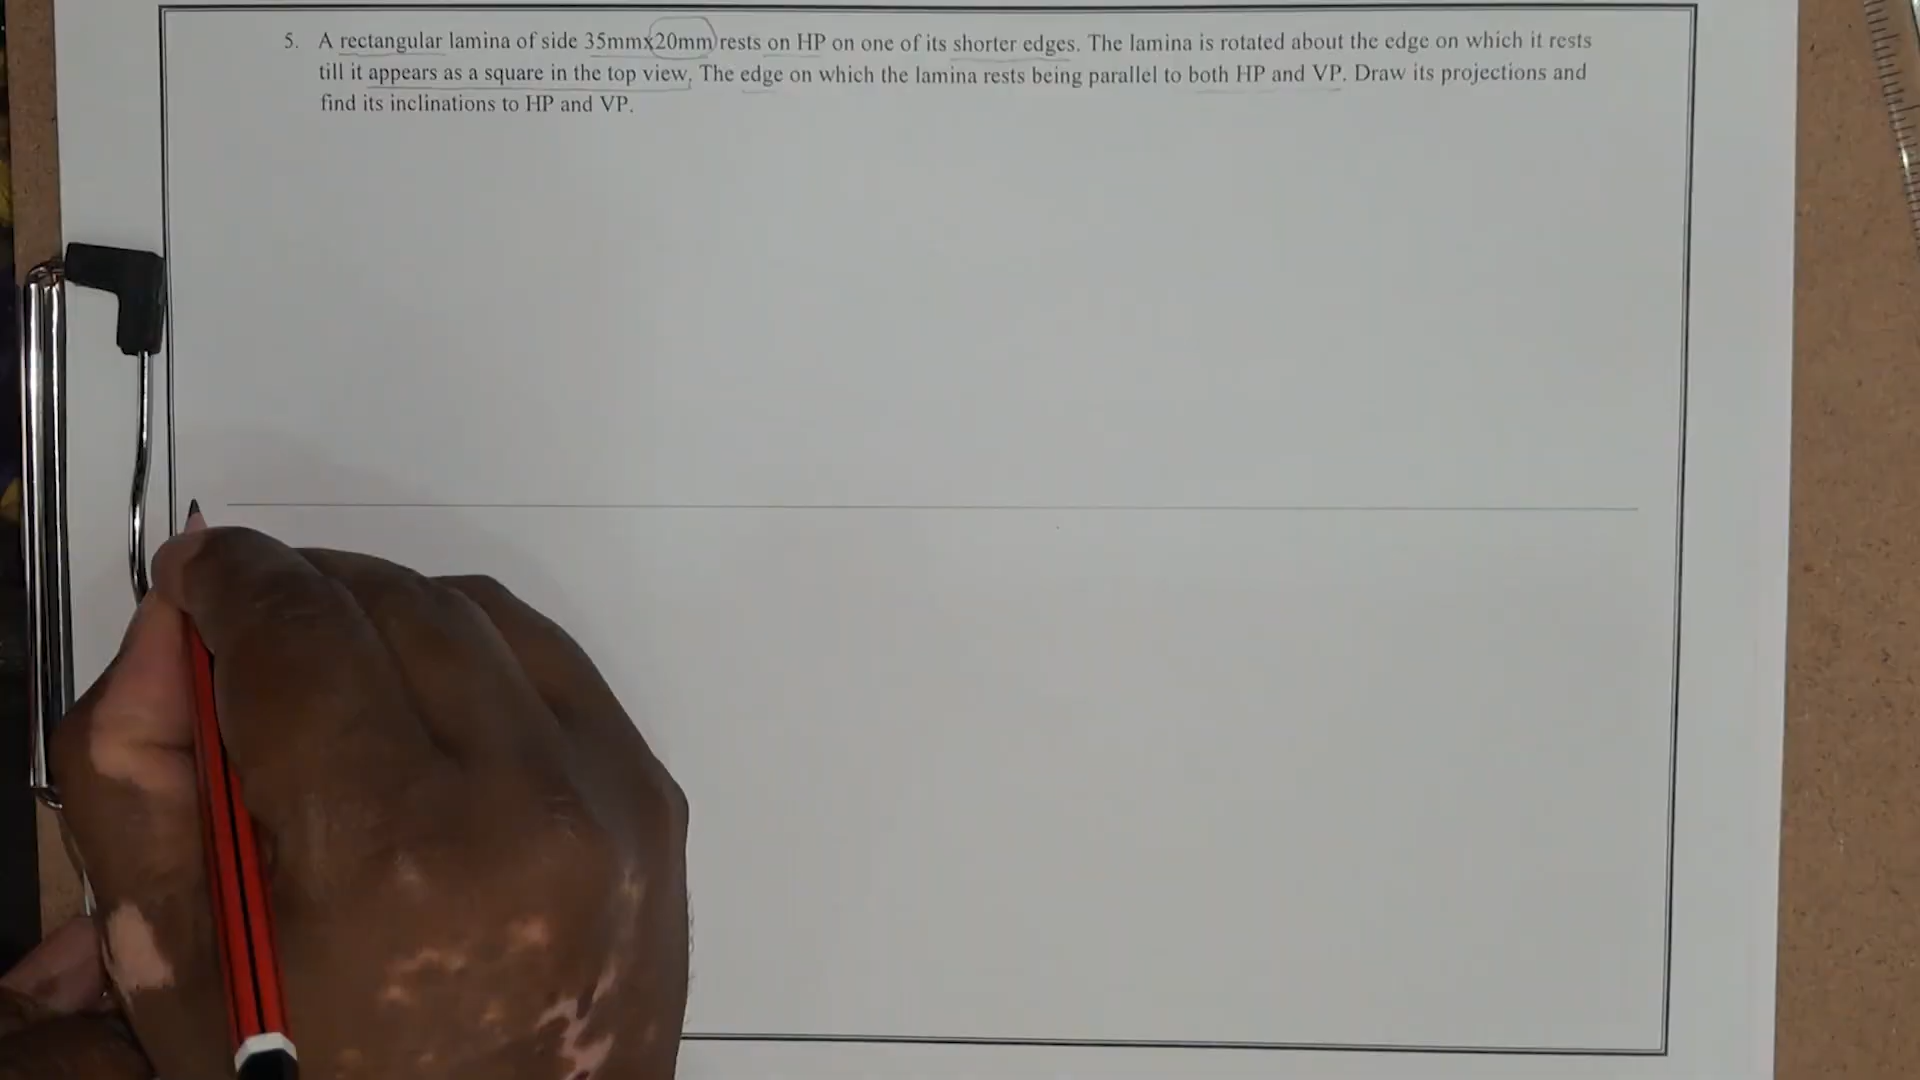 5. A rectangular lamina of side 35mmx20mm rests on HP on one of its shorter edges. The lamina is rotated about the edge on which it rests
till it appears as a square in the top view. The edge on which the lamina rests being parallel to both HP and VP. Draw its projections and
find its inclinations to HP and VP.